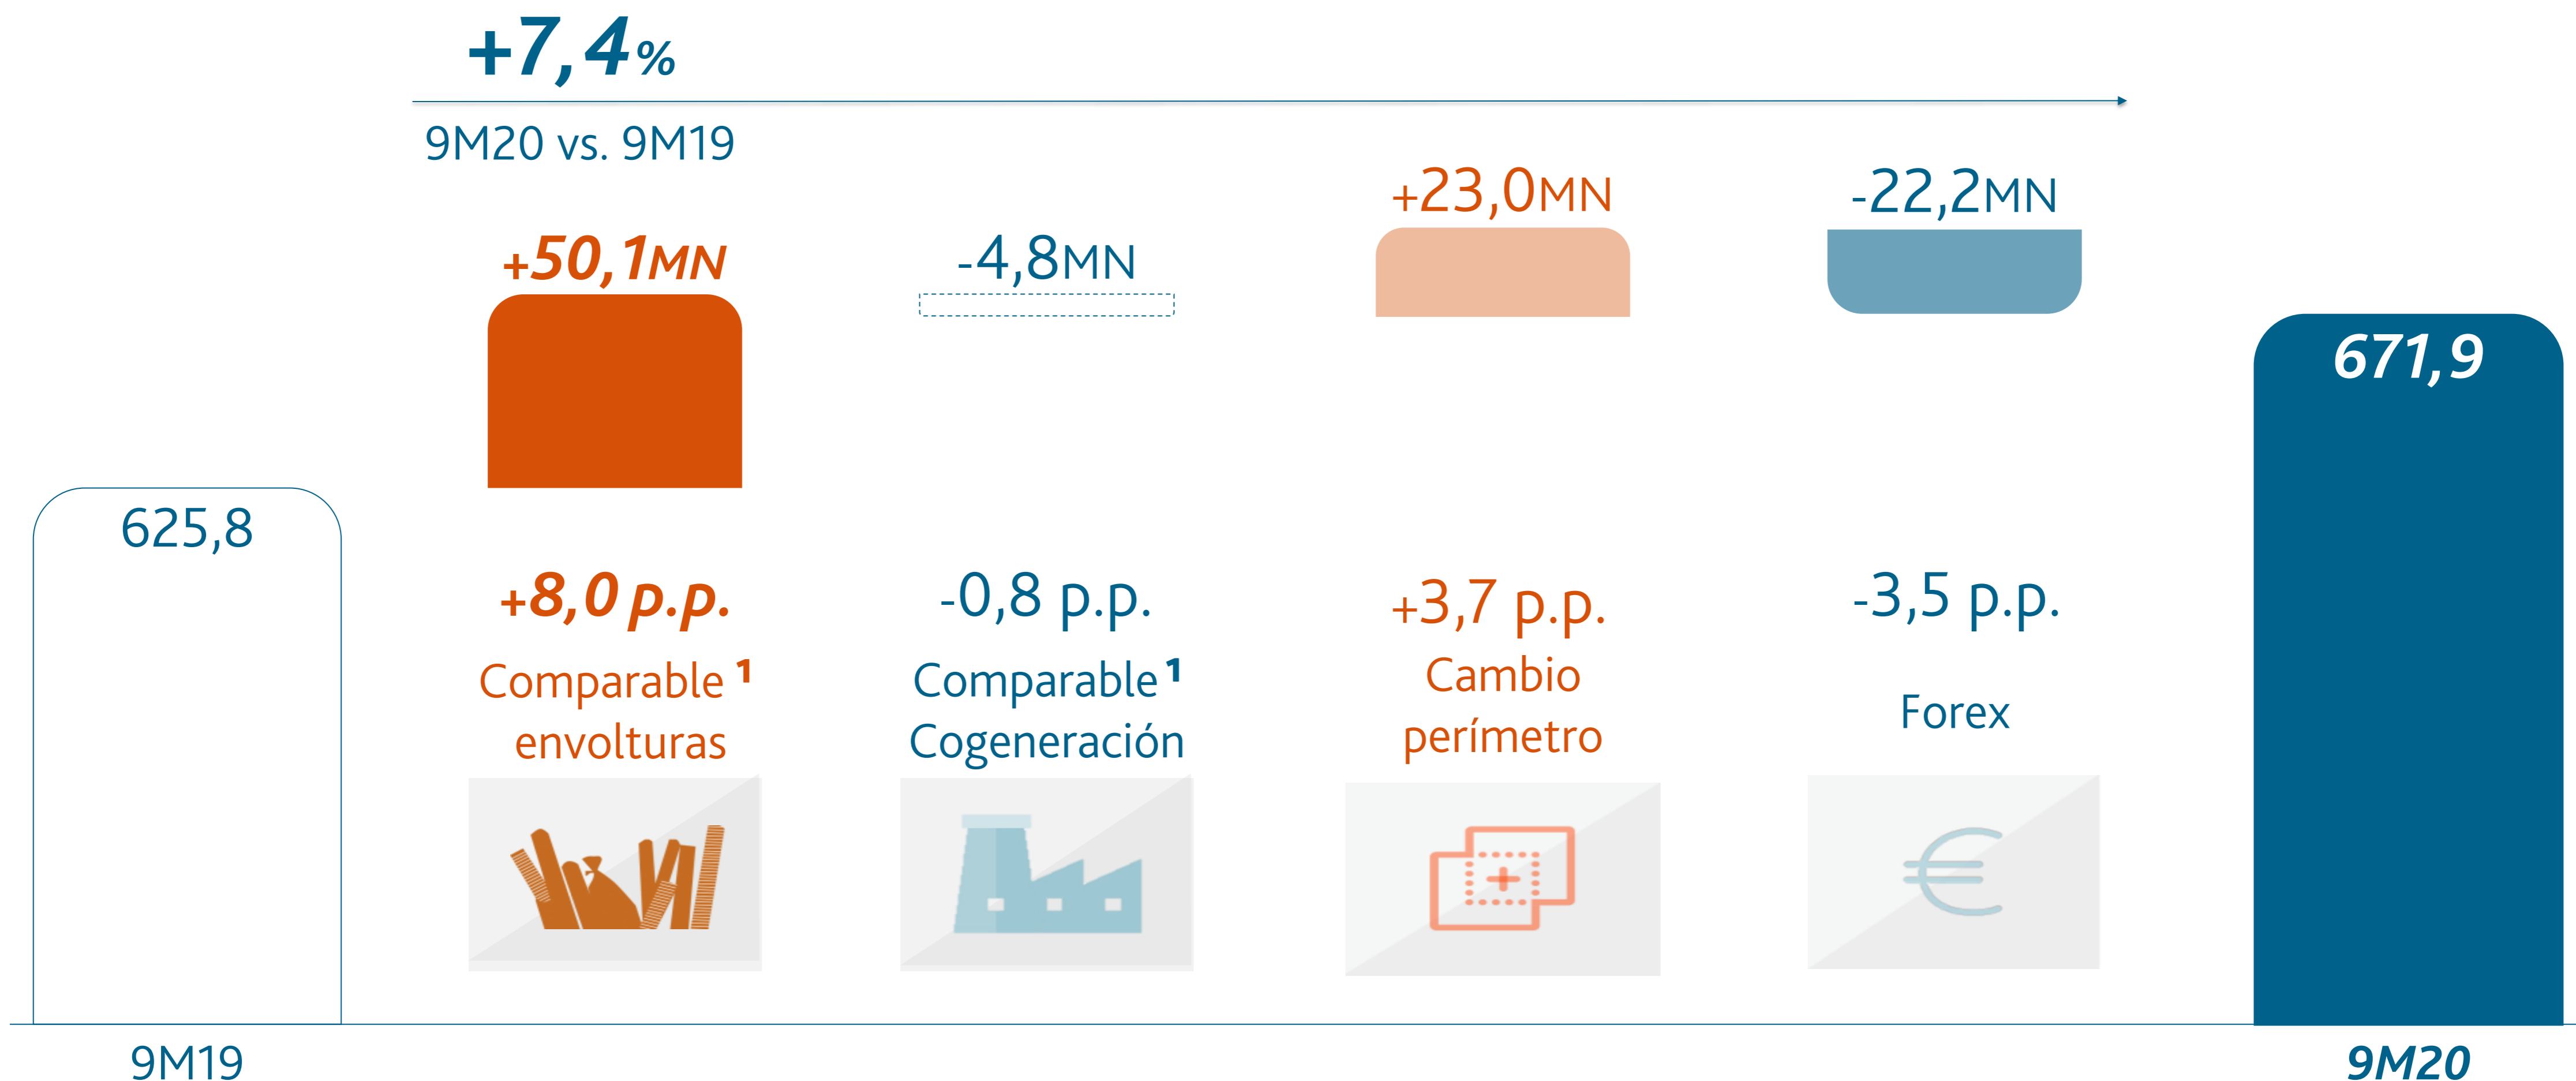 +7,4%
9M20 vs. 9M19
+50,1MN
-4,8MN
+23,0MN
-22,2MN
625,8
671,9
+8,0 p.p.
-0,8 p.p.
+3,7 p.p.
-3,5 p.p.
Comparable 1
envolturas
Comparable 1
Cogeneración
Cambio
perímetro
Forex
€
9M19
9M20